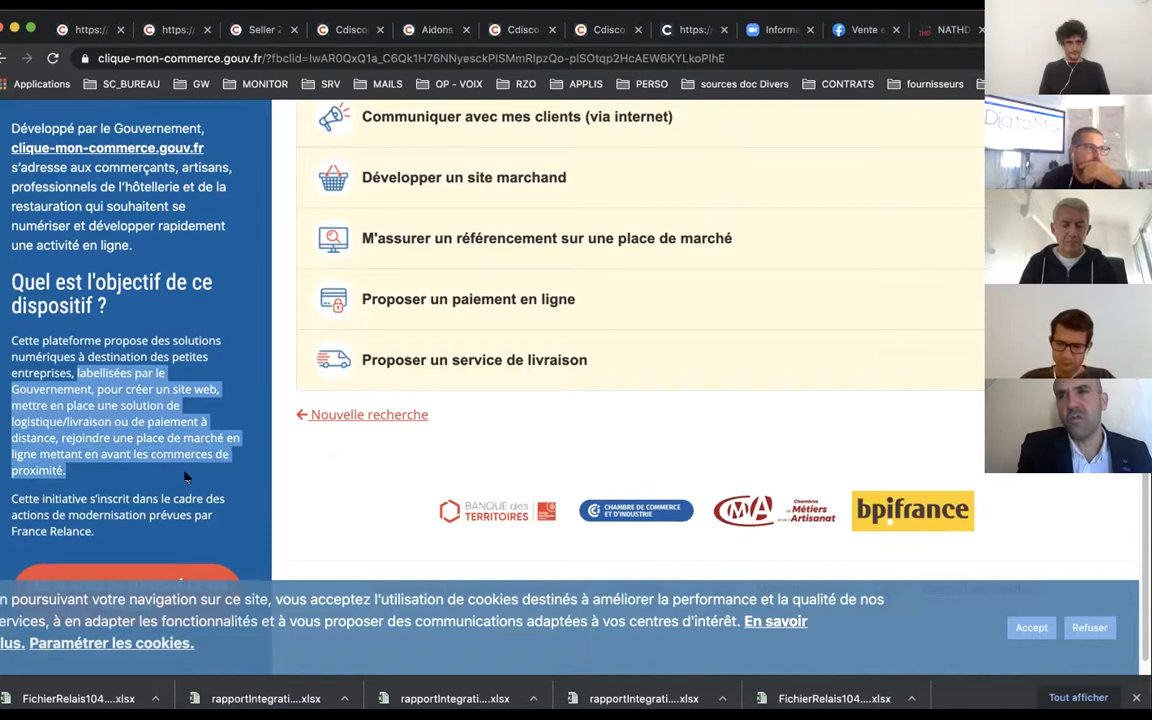 https:/
https:/
Seller
Cdisco
Aidons
Cdisco
Cdisco
https:/
Informa
Vente e
NATHD
clique-mon-commerce.gouv.fr/?fbclid=IwAR0QxQ1a_C6Qk1H76NNyesckPlSMmRIpzQo-plSOtqp2HcAEW6KYLkoPIhE
Applications
SC_BUREAU
GW
MONITOR
SRV
MAILS
OP - VOIX
RZO
APPLIS
PERSO
sources doc Divers
CONTRATS
fournisseurs
Développé par le Gouvernement,
clique-mon-commerce.gouv.fr
s'adresse aux commerçants, artisans,
professionnels de l'hôtellerie et de la
restauration qui souhaitent se
numériser et développer rapidement
une activité en ligne.
Quel est l'objectif de ce
dispositif ?
Cette plateforme propose des solutions
numériques à destination des petites
entreprises, labellisées par le
Gouvernement, pour créer un site web,
mettre en place une solution de
logistique/livraison ou de paiement à
distance, rejoindre une place de marché en
ligne mettant en avant les commerces de
proximité.
Cette initiative s'inscrit dans le cadre des
actions de modernisation prévues par
France Relance.
Communiquer avec mes clients (via internet)
Développer un site marchand
M'assurer un référencement sur une place de marché
Proposer un paiement en ligne
Proposer un service de livraison
Nouvelle recherche
BANQUE des
TERRITOIRES
CHAMBRE DE COMMERCE
ET D'INDUSTRIE
CMA
Chambres
de Métiers
et de l'Artisanat
bpifrance
n poursuivant votre navigation sur ce site, vous acceptez l'utilisation de cookies destinés à améliorer la performance et la qualité de nos
ervices, à en adapter les fonctionnalités et à vous proposer des communications adaptées à vos centres d'intérêt. En savoir
lus. Paramétrer les cookies.
Accept
Refuser
FichierRelais104....xlsx
rapportIntegrati....xlsx
rapportIntegrati....xlsx
rapportIntegrati....xlsx
FichierRelais104....xlsx
Tout afficher